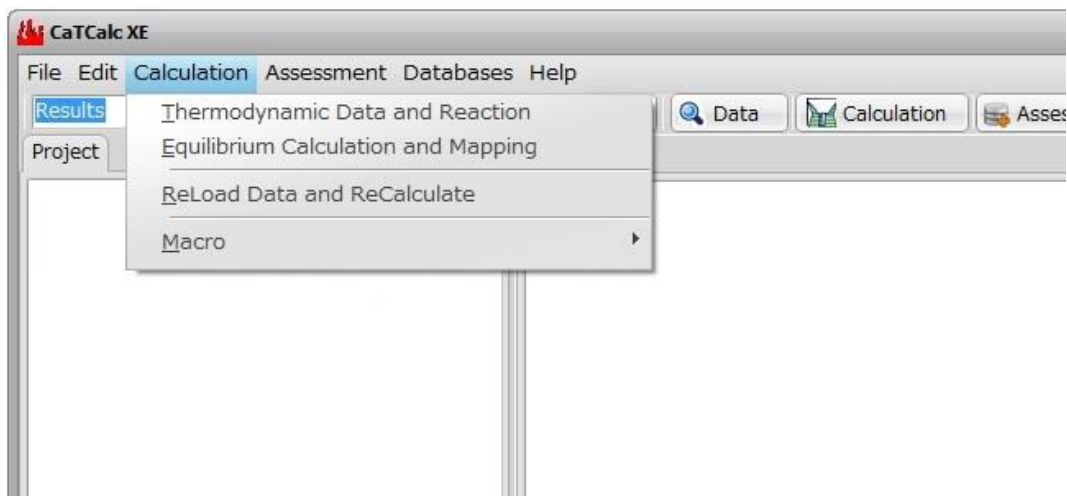 CaTCalc XE
File Edit Calculation Assessment Databases Help
Results
Thermodynamic Data and Reaction
Data
Calculation
Equilibrium Calculation and Mapping
Project
ReLoad Data and ReCalculate
Macro